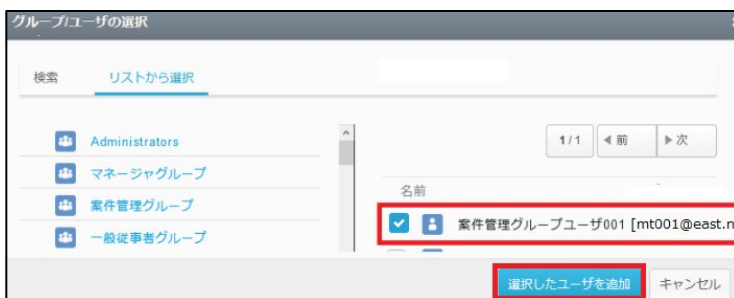 グループ/ユーザの選択
検索 リストから選択
Administrators
マネージャグループ
案件管理グループ
一般従事者グループ
1/1 ◀前 ▶次
名前
案件管理グループユーザ001 [mt001@east.n
選択したユーザを追加 キャンセル